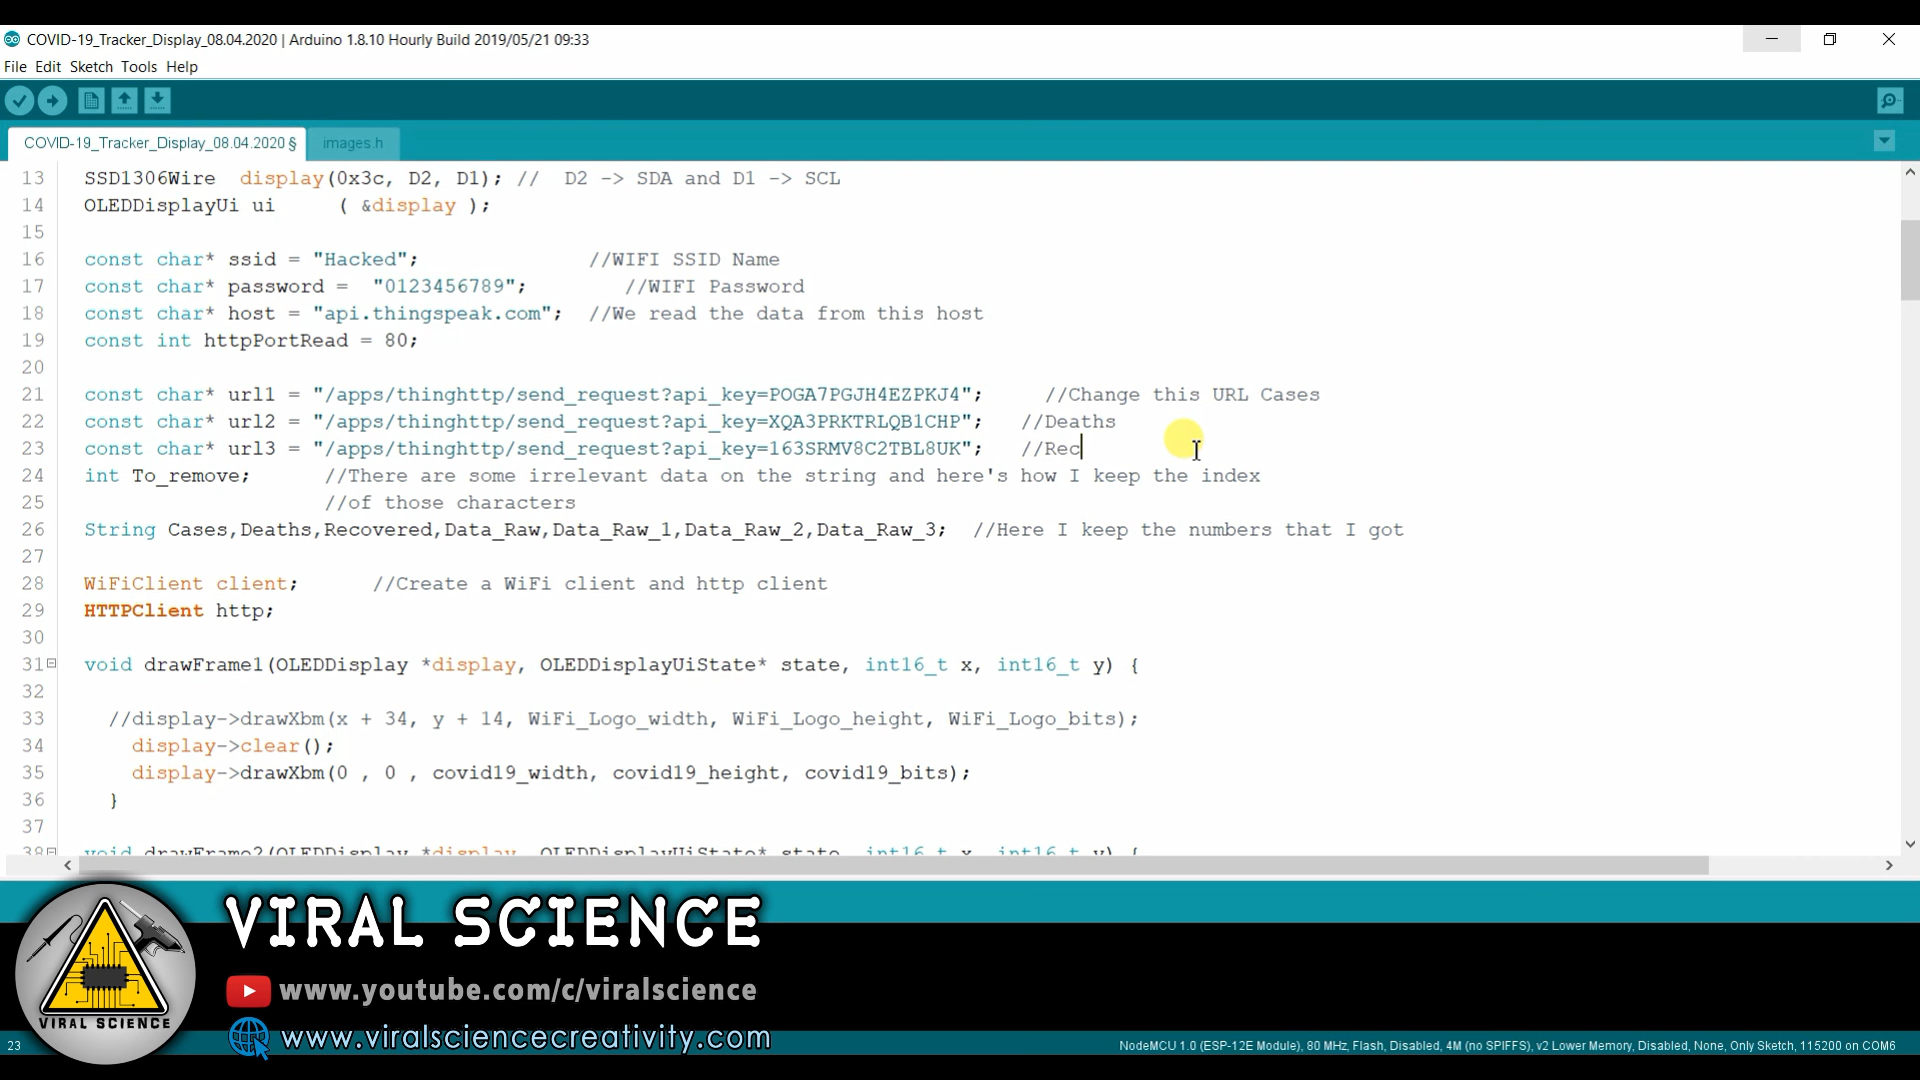 COVID-19_Tracker_Display_08.04.2020 | Arduino 1.8.10 Hourly Build 2019/05/21 09:33
File Edit Sketch Tools Help
COVID-19_Tracker_Display_08.04.2020 § images.h
13 SSD1306Wire  display(0x3c, D2, D1); //  D2 -> SDA and D1 -> SCL
14 OLEDDisplayUi ui     ( &display );
15
16 const char* ssid = "Hacked";              //WIFI SSID Name
17 const char* password =  "0123456789";        //WIFI Password
18 const char* host = "api.thingspeak.com";  //We read the data from this host
19 const int httpPortRead = 80;
20
21 const char* url1 = "/apps/thinghttp/send_request?api_key=POGA7PGJH4EZPKJ4";     //Change this URL Cases
22 const char* url2 = "/apps/thinghttp/send_request?api_key=XQA3PRKTRLQB1CHP";   //Deaths
23 const char* url3 = "/apps/thinghttp/send_request?api_key=163SRMV8C2TBL8UK";   //Rec
24 int To_remove;      //There are some irrelevant data on the string and here's how I keep the index
25                     //of those characters
26 String Cases,Deaths,Recovered,Data_Raw,Data_Raw_1,Data_Raw_2,Data_Raw_3;  //Here I keep the numbers that I got
27
28 WiFiClient client;      //Create a WiFi client and http client
29 HTTPClient http;
30
31 void drawFrame1(OLEDDisplay *display, OLEDDisplayUiState* state, int16_t x, int16_t y) {
32
33   //display->drawXbm(x + 34, y + 14, WiFi_Logo_width, WiFi_Logo_height, WiFi_Logo_bits);
34     display->clear();
35     display->drawXbm(0 , 0 , covid19_width, covid19_height, covid19_bits);
36   }
37
38 void drawFrame2(OLEDDisplay *display, OLEDDisplayUiState* state, int16_t x, int16_t y) {
VIRAL SCIENCE
VIRAL SCIENCE
www.youtube.com/c/viralscience
www.viralsciencecreativity.com
23 NodeMCU 1.0 (ESP-12E Module), 80 MHz, Flash, Disabled, 4M (no SPIFFS), v2 Lower Memory, Disabled, None, Only Sketch, 115200 on COM6